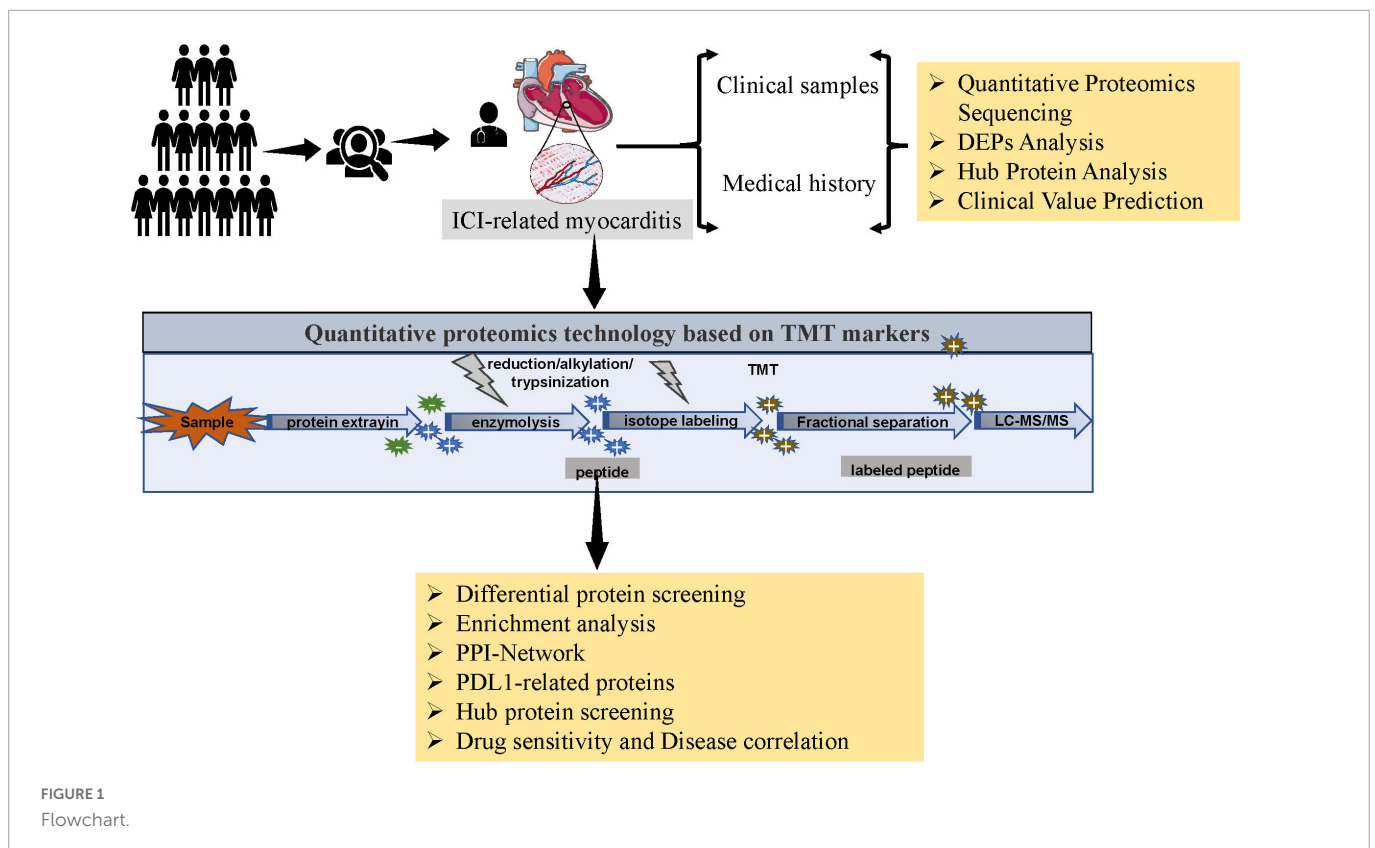 Clinical samples
Medical history
➢ Quantitative Proteomics
Sequencing
➢ DEPs Analysis
➢ Hub Protein Analysis
➢ Clinical Value Prediction
ICI-related myocarditis
Quantitative proteomics technology based on TMT markers
reduction/alkylation/
trypsinization
TMT
Sample
protein extrayin
enzymolysis
isotope labeling
Fractional separation
LC-MS/MS
peptide
labeled peptide
➢ Differential protein screening
➢ Enrichment analysis
➢ PPI-Network
➢ PDL1-related proteins
➢ Hub protein screening
➢ Drug sensitivity and Disease correlation
FIGURE 1
Flowchart.